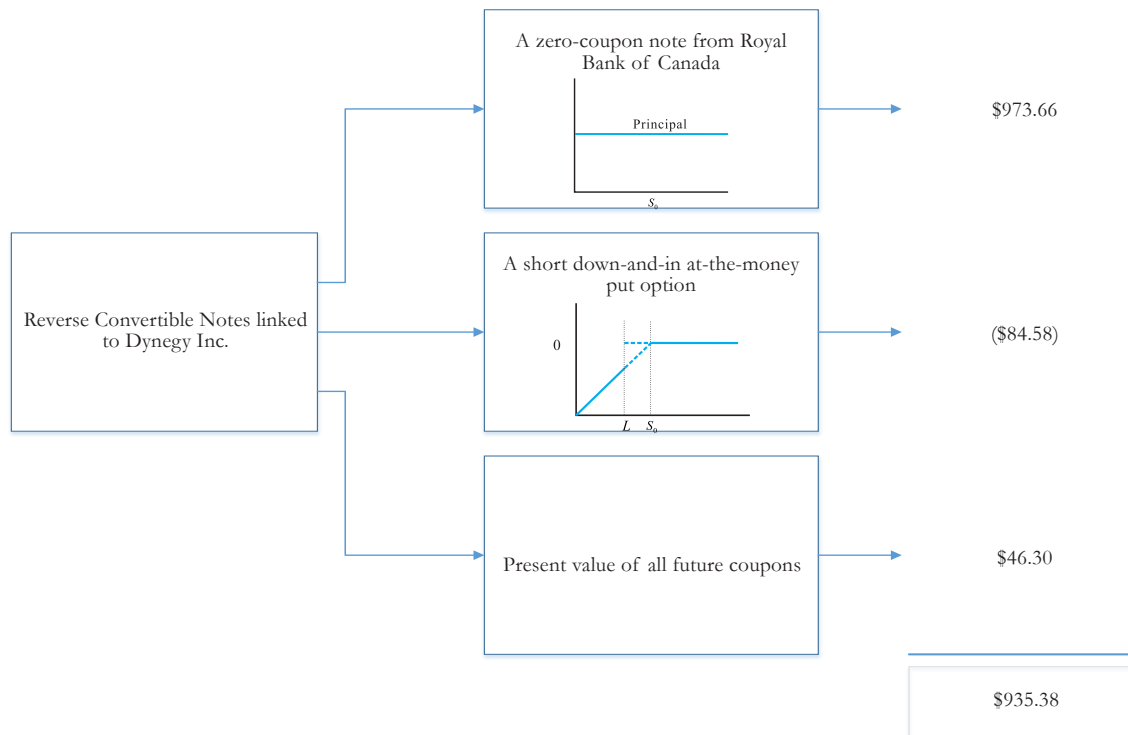 A zero-coupon note from Royal
Bank of Canada
Principal
S₀
$973.66
Reverse Convertible Notes linked
to Dynegy Inc.
A short down-and-in at-the-money
put option
0
L S₀
($84.58)
Present value of all future coupons
$46.30
$935.38